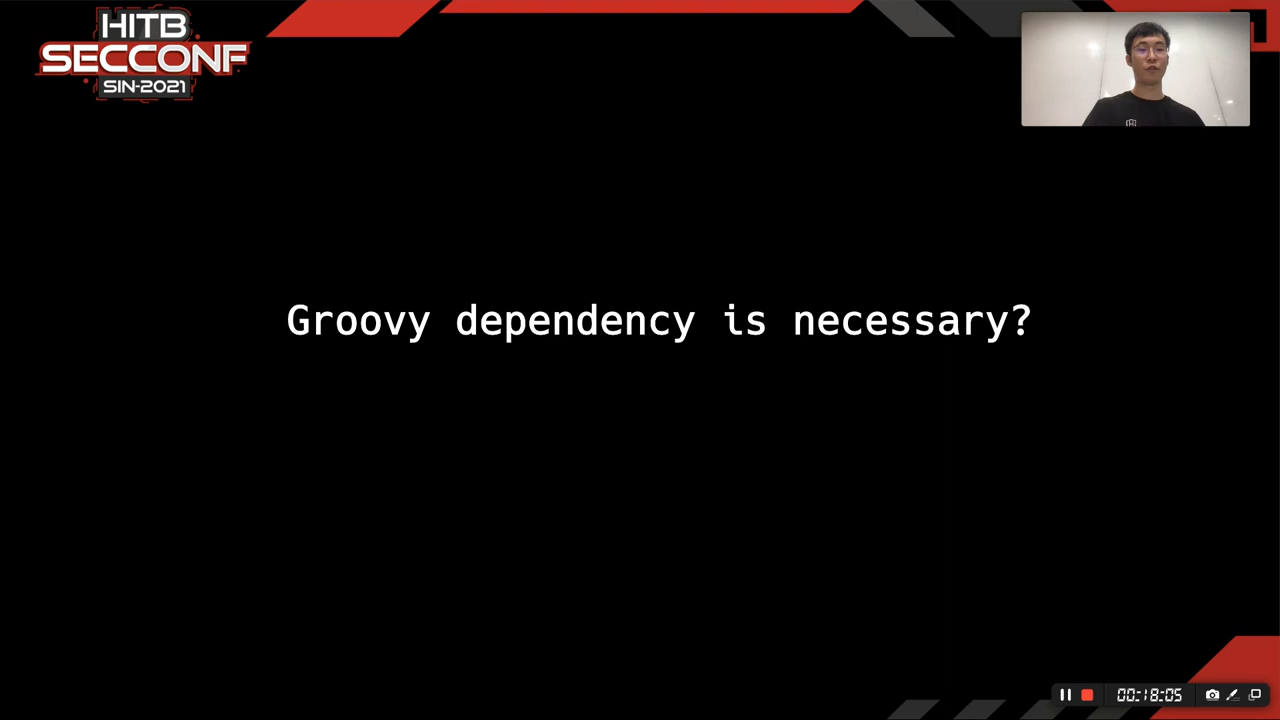 HITB
SECCONF
SIN-2021
Groovy dependency is necessary?
00:18:05